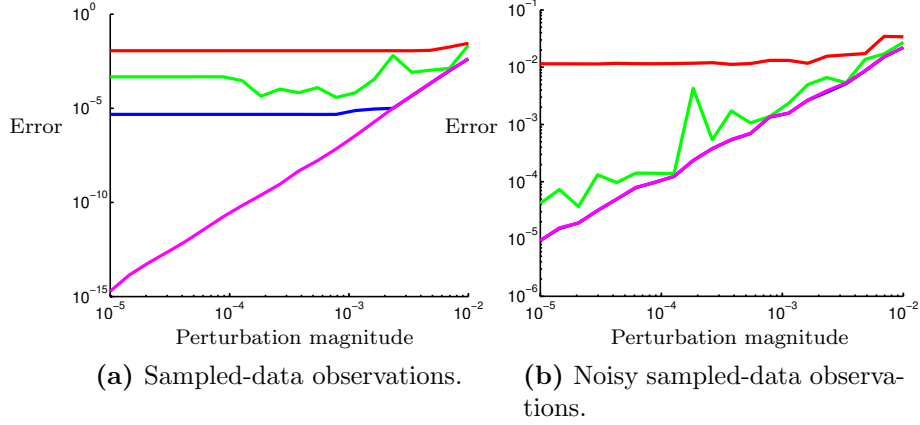 10⁰
10⁻⁵
Error
10⁻¹⁰
10⁻¹⁵
10⁻⁵ 10⁻⁴ 10⁻³ 10⁻²
Perturbation magnitude
(a) Sampled-data observations.
10⁻¹
10⁻²
Error
10⁻³
10⁻⁴
10⁻⁵
10⁻⁶
10⁻⁵ 10⁻⁴ 10⁻³ 10⁻²
Perturbation magnitude
(b) Noisy sampled-data observa-
tions.